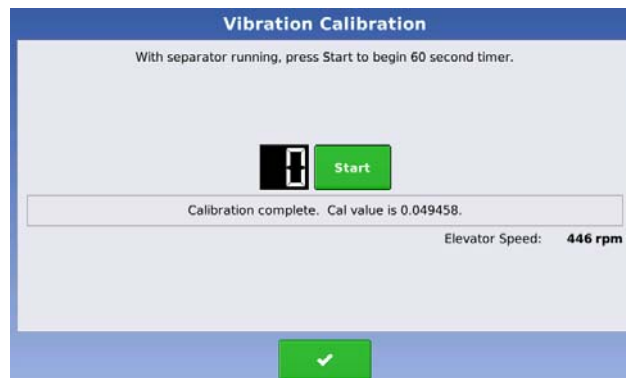 Vibration Calibration
With separator running, press Start to begin 60 second timer.
0
Start
Calibration complete. Cal value is 0.049458.
Elevator Speed: 446 rpm